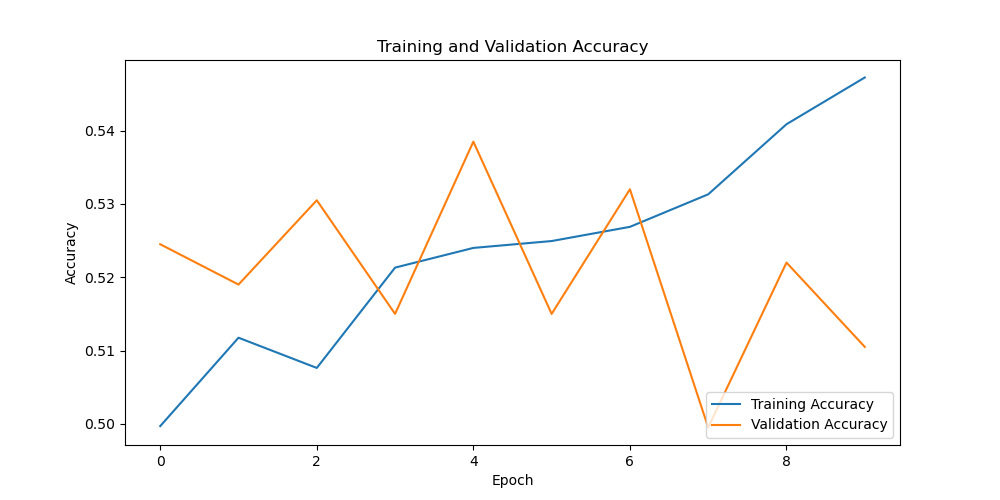 Training and Validation Accuracy
Accuracy
0.54
0.53
0.52
0.51
0.50
0 2 4 6 8
Epoch
Training Accuracy
Validation Accuracy